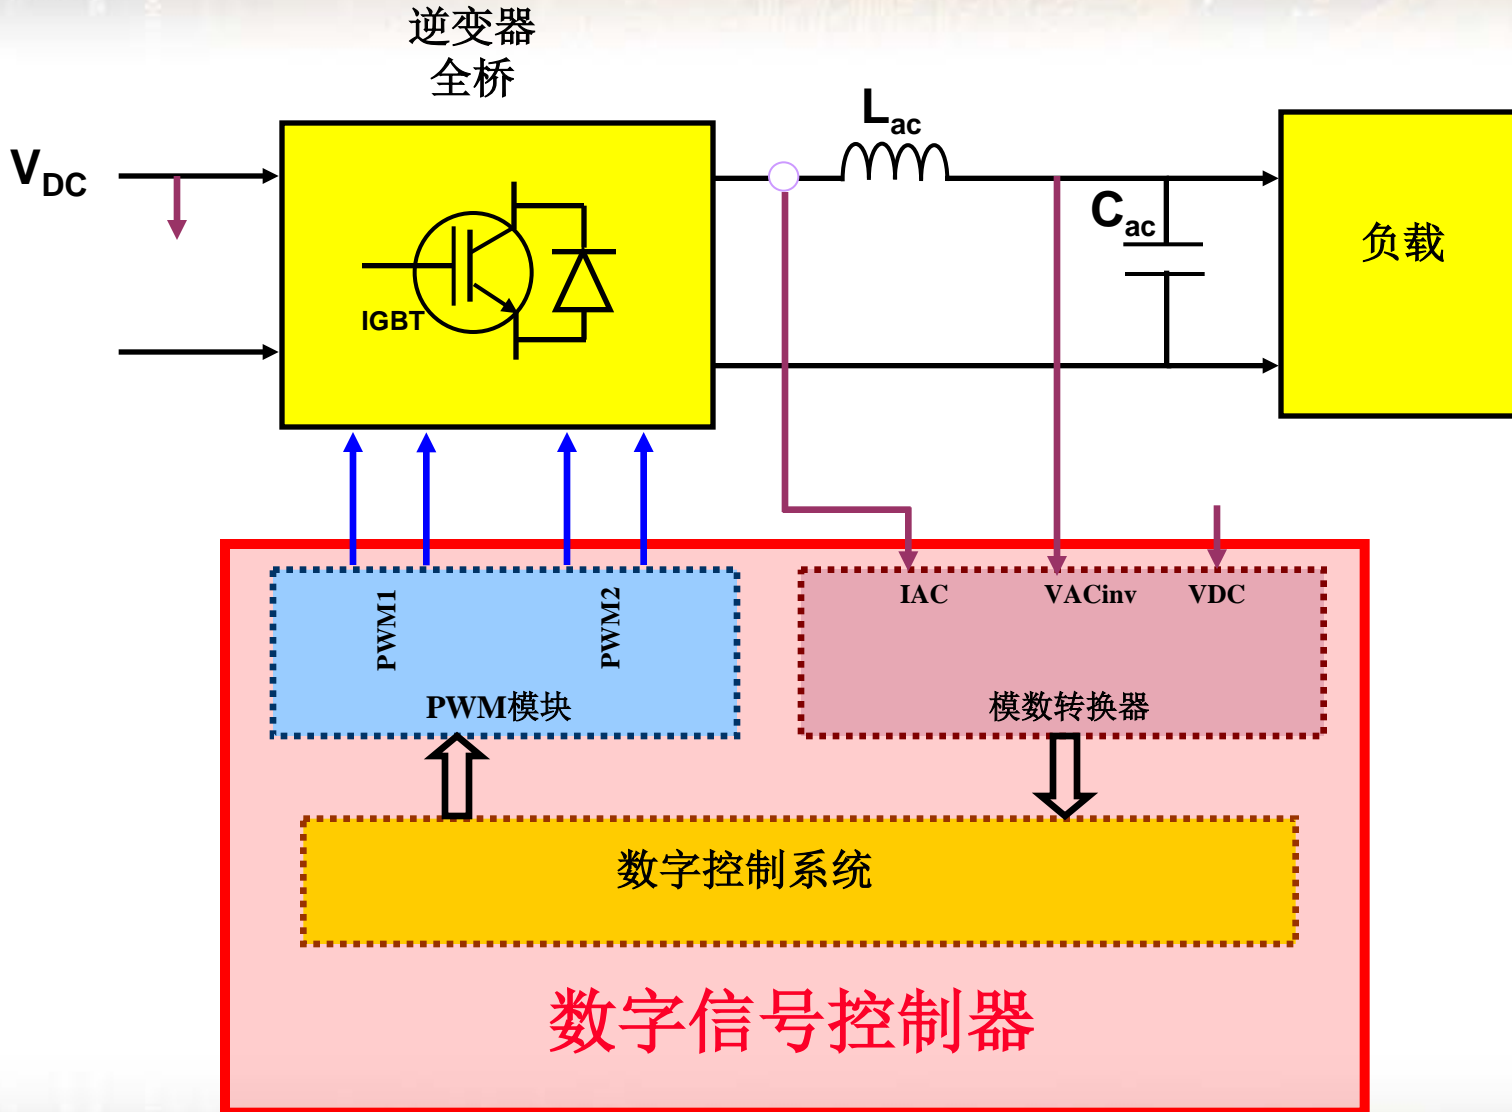 逆变器
全桥
Lac
VDC
Cac
负载
IGBT
IAC VACinv VDC
PWM1
PWM2
PWM模块
模数转换器
数字控制系统
数字信号控制器